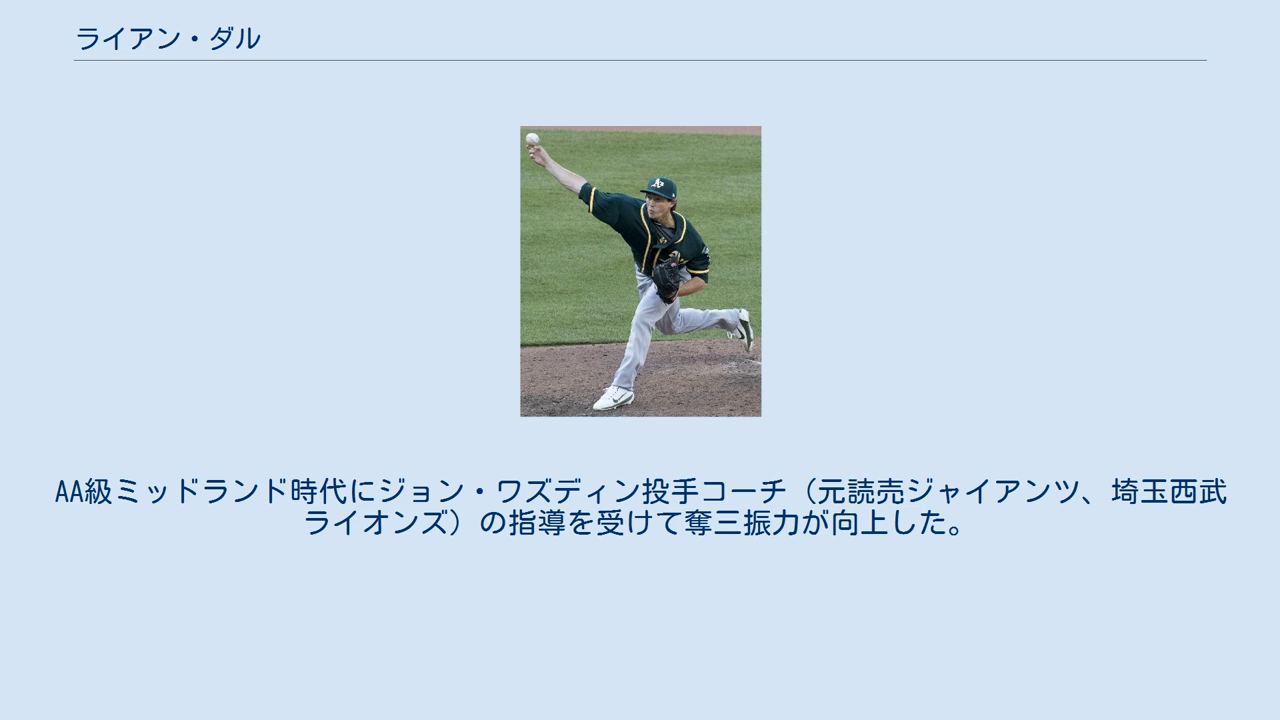 ライアン・ダル
AA級ミッドランド時代にジョン・ワズディン投手コーチ（元読売ジャイアンツ、埼玉西武
ライオンズ）の指導を受けて奪三振力が向上した。